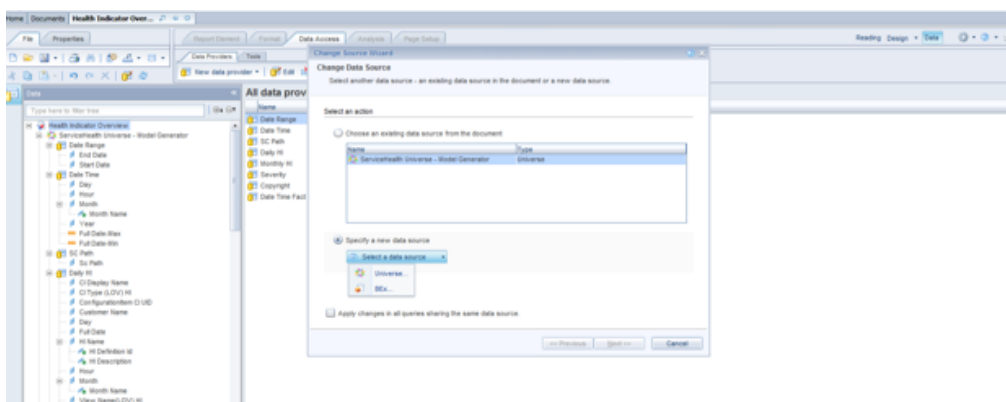 Home Documents Health Indicator Over...
File Properties
Report Element Format Data Access Analysis Page Setup
Reading Design Data
Data Providers Tools
New data provider Edit
Data
Type here to filter tree
Health Indicator Overview
ServiceHealth Universe - Model Generator
Date Range
End Date
Start Date
Date Time
Day
Hour
Month
Month Name
Year
Full Date-Max
Full Date-Min
SC Path
Sc Path
Daily HI
CI Display Name
CI Type (LOV) HI
ConfigurationItem CI UID
Customer Name
Day
Full Date
HI Name
HI Definition Id
HI Description
Hour
Month
Month Name
View Name(LOV) HI
All data prov
Name
Date Range
Date Time
SC Path
Daily HI
Monthly HI
Severity
Copyright
Date Time Fact
Change Source Wizard
Change Data Source
Select another data source - an existing data source in the document or a new data source.
Select an action
Choose an existing data source from the document
Name Type
ServiceHealth Universe - Model Generator Universe
Specify a new data source
Select a data source
Universe...
BEx...
Apply changes in all queries sharing the same data source.
<< Previous Next >> Cancel